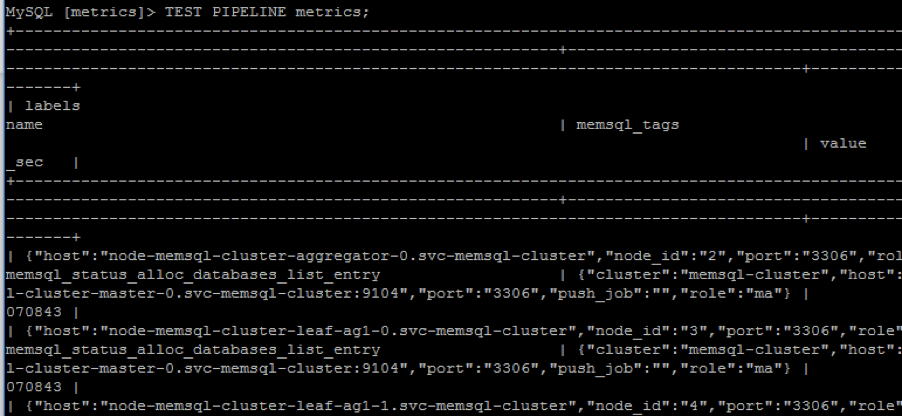 MySQL [metrics]> TEST PIPELINE metrics;
+-----------------------------------------------------------------------------------------------
-----------------------------------------------------------+------------------------------------
------------------------------------------------------------------------------------+----------
-------+
| labels
name                                                       | memsql_tags
                                                                                    | value
_sec   |
+-----------------------------------------------------------------------------------------------
-----------------------------------------------------------+------------------------------------
------------------------------------------------------------------------------------+----------
-------+
| {"host":"node-memsql-cluster-aggregator-0.svc-memsql-cluster","node_id":"2","port":"3306","rol
memsql_status_alloc_databases_list_entry                   | {"cluster":"memsql-cluster","host":
l-cluster-master-0.svc-memsql-cluster:9104","port":"3306","push_job":"","role":"ma"} |
070843 |
| {"host":"node-memsql-cluster-leaf-ag1-0.svc-memsql-cluster","node_id":"3","port":"3306","role"
memsql_status_alloc_databases_list_entry                   | {"cluster":"memsql-cluster","host":
l-cluster-master-0.svc-memsql-cluster:9104","port":"3306","push_job":"","role":"ma"} |
070843 |
| {"host":"node-memsql-cluster-leaf-ag1-1.svc-memsql-cluster","node_id":"4","port":"3306","role"